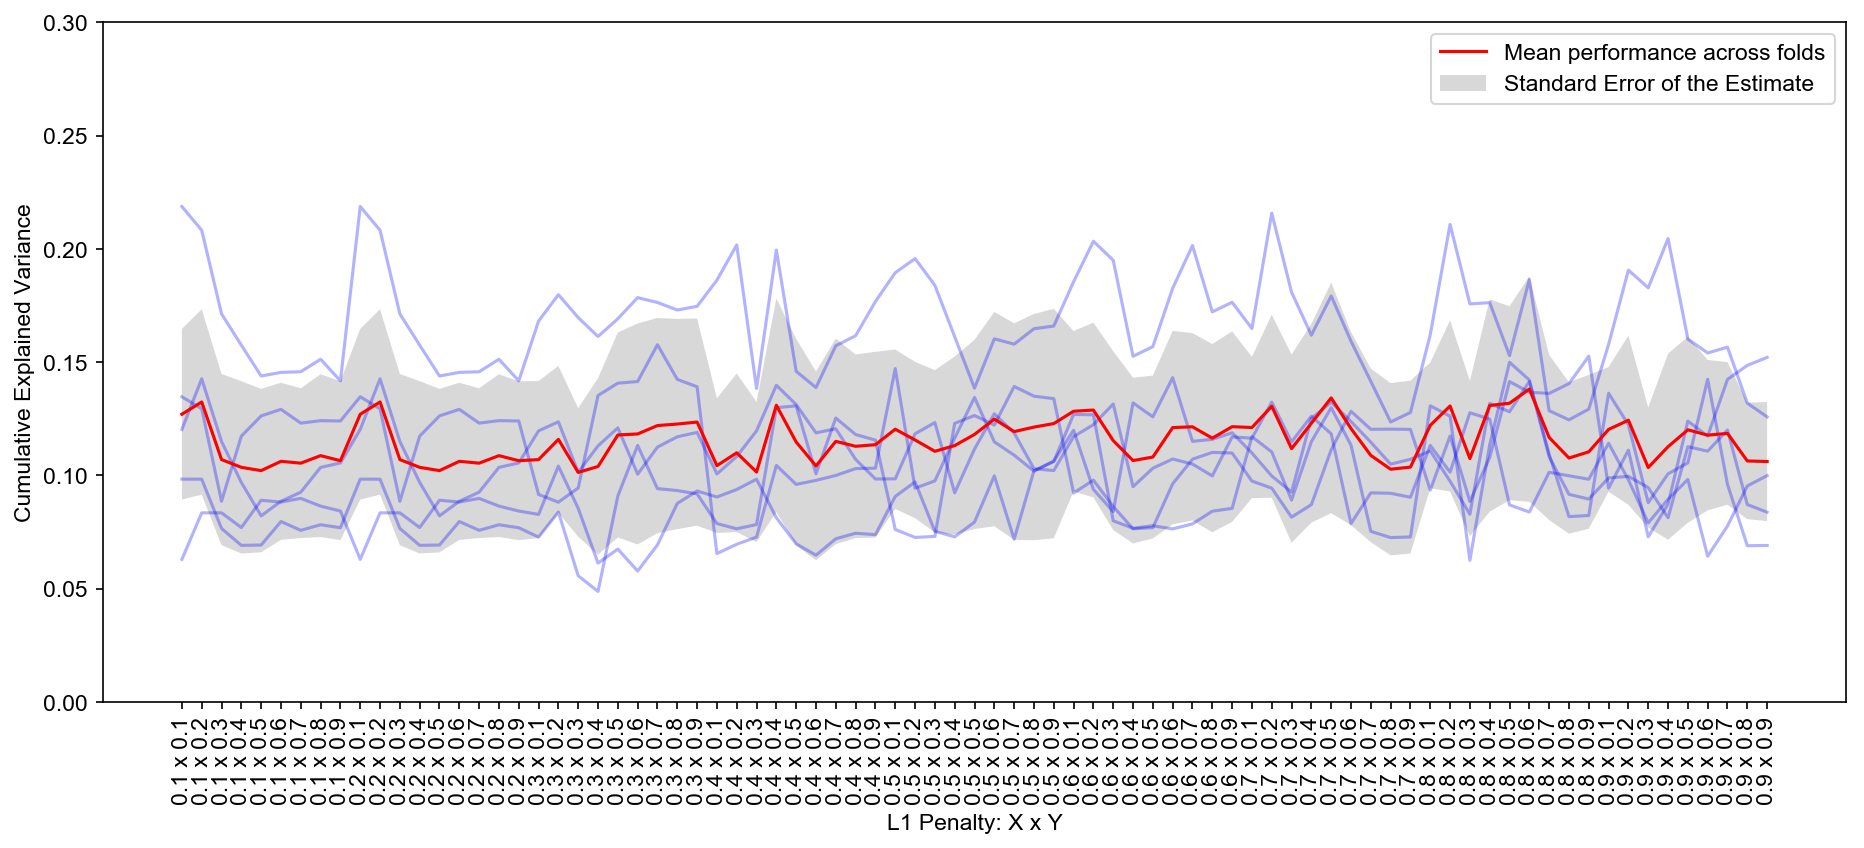 Mean performance across folds
Standard Error of the Estimate
Cumulative Explained Variance
0.30
0.25
0.20
0.15
0.10
0.05
0.00
0.1 x 0.1
0.1 x 0.2
0.1 x 0.3
0.1 x 0.4
0.1 x 0.5
0.1 x 0.6
0.1 x 0.7
0.1 x 0.8
0.1 x 0.9
0.2 x 0.1
0.2 x 0.2
0.2 x 0.3
0.2 x 0.4
0.2 x 0.5
0.2 x 0.6
0.2 x 0.7
0.2 x 0.8
0.2 x 0.9
0.3 x 0.1
0.3 x 0.2
0.3 x 0.3
0.3 x 0.4
0.3 x 0.5
0.3 x 0.6
0.3 x 0.7
0.3 x 0.8
0.3 x 0.9
0.4 x 0.1
0.4 x 0.2
0.4 x 0.3
0.4 x 0.4
0.4 x 0.5
0.4 x 0.6
0.4 x 0.7
0.4 x 0.8
0.4 x 0.9
0.5 x 0.1
0.5 x 0.2
0.5 x 0.3
0.5 x 0.4
0.5 x 0.5
0.5 x 0.6
0.5 x 0.7
0.5 x 0.8
0.5 x 0.9
0.6 x 0.1
0.6 x 0.2
0.6 x 0.3
0.6 x 0.4
0.6 x 0.5
0.6 x 0.6
0.6 x 0.7
0.6 x 0.8
0.6 x 0.9
0.7 x 0.1
0.7 x 0.2
0.7 x 0.3
0.7 x 0.4
0.7 x 0.5
0.7 x 0.6
0.7 x 0.7
0.7 x 0.8
0.7 x 0.9
0.8 x 0.1
0.8 x 0.2
0.8 x 0.3
0.8 x 0.4
0.8 x 0.5
0.8 x 0.6
0.8 x 0.7
0.8 x 0.8
0.8 x 0.9
0.9 x 0.1
0.9 x 0.2
0.9 x 0.3
0.9 x 0.4
0.9 x 0.5
0.9 x 0.6
0.9 x 0.7
0.9 x 0.8
0.9 x 0.9
L1 Penalty: X x Y